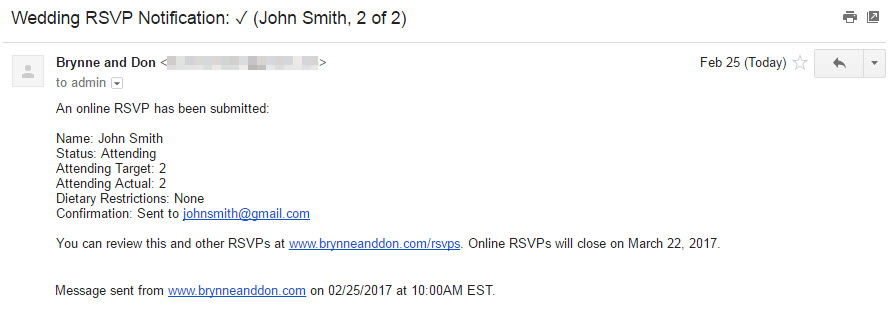 Wedding RSVP Notification: ✓ (John Smith, 2 of 2)
Brynne and Don < > Feb 25 (Today)
to admin
An online RSVP has been submitted:
Name: John Smith
Status: Attending
Attending Target: 2
Attending Actual: 2
Dietary Restrictions: None
Confirmation: Sent to johnsmith@gmail.com
You can review this and other RSVPs at www.brynneanddon.com/rsvps. Online RSVPs will close on March 22, 2017.
Message sent from www.brynneanddon.com on 02/25/2017 at 10:00AM EST.